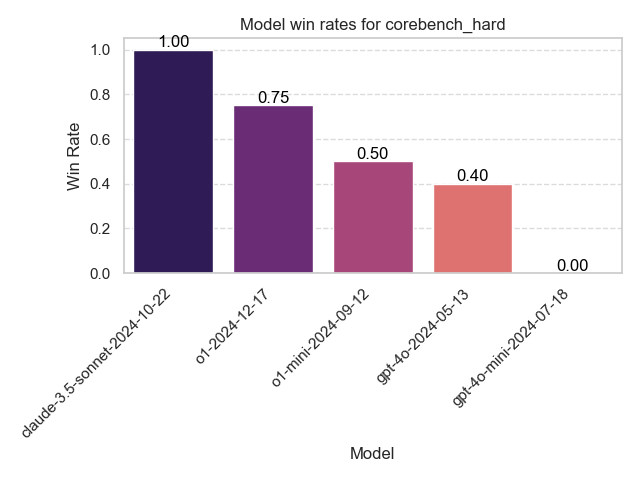 Model win rates for corebench_hard
Win Rate
1.0
0.8
0.6
0.4
0.2
0.0
1.00
0.75
0.50
0.40
0.00
claude-3.5-sonnet-2024-10-22
o1-2024-12-17
o1-mini-2024-09-12
gpt-4o-2024-05-13
gpt-4o-mini-2024-07-18
Model